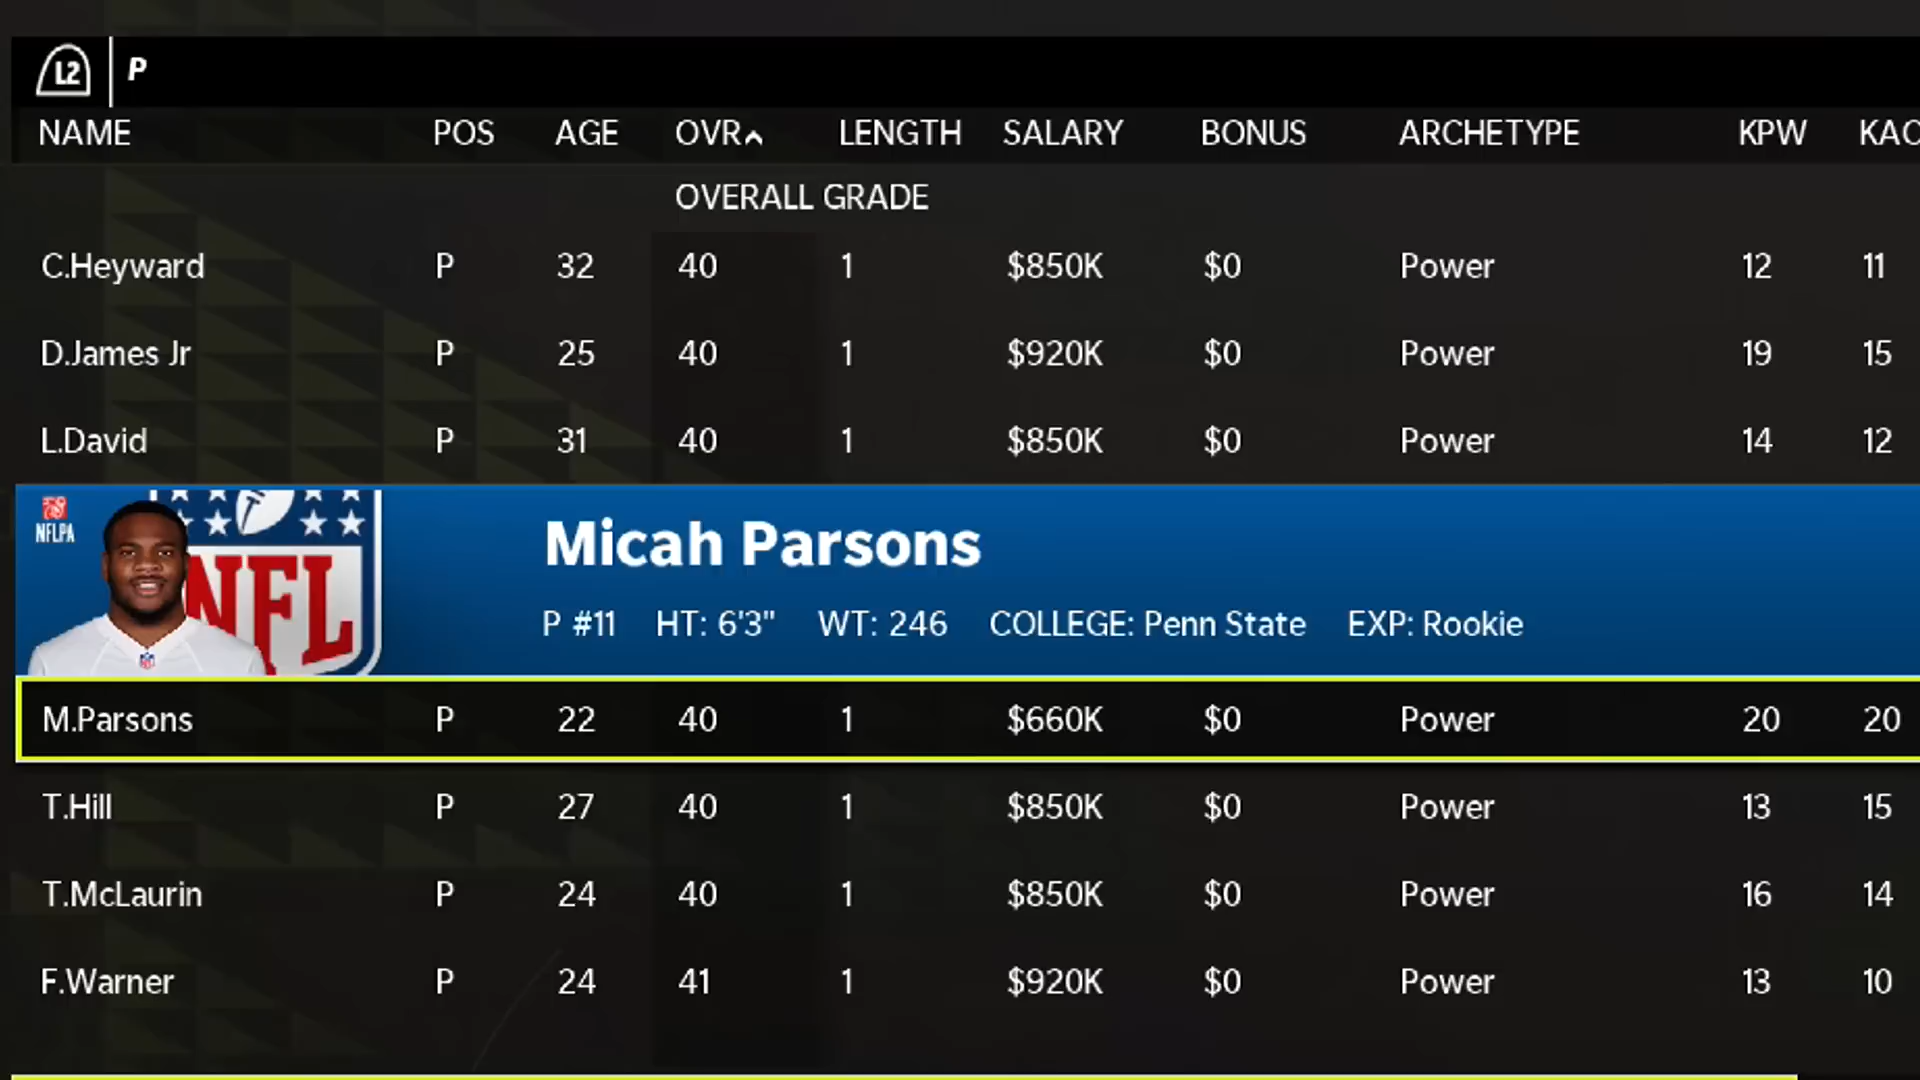 L2 P
NAME POS AGE OVR LENGTH SALARY BONUS ARCHETYPE KPW KAC
OVERALL GRADE
C.Heyward P 32 40 1 $850K $0 Power 12 11
D.James Jr P 25 40 1 $920K $0 Power 19 15
L.David P 31 40 1 $850K $0 Power 14 12
NFLPA
NFL
Micah Parsons
P #11 HT: 6'3" WT: 246 COLLEGE: Penn State EXP: Rookie
M.Parsons P 22 40 1 $660K $0 Power 20 20
T.Hill P 27 40 1 $850K $0 Power 13 15
T.McLaurin P 24 40 1 $850K $0 Power 16 14
F.Warner P 24 41 1 $920K $0 Power 13 10